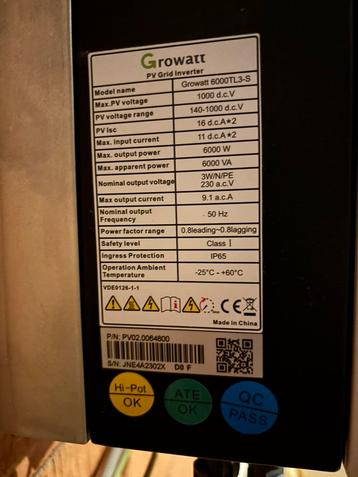 Growatt
PV Grid Inverter
Model name Growatt 6000TL3-S
Max.PV voltage 1000 d.c.V
PV voltage range 140-1000 d.c.V
PV Isc 16 d.c.A★2
Max. input current 11 d.c.A★2
Max. output power 6000 W
Max. apparent power 6000 VA
Nominal output voltage 3W/N/PE
230 a.c.V
Max output current 9.1 a.c.A
Nominal output
Frequency 50 Hz
Power factor range 0.8leading~0.8lagging
Safety level Class Ⅰ
Ingress Protection IP65
Operation Ambient
Temperature -25°C - +60°C
VDE0126-1-1
CE
Made in China
P/N: PV02.0064800
S/N: JNE4A2302X D0 F
Hi-Pot
OK
ATE
OK
QC
PASS